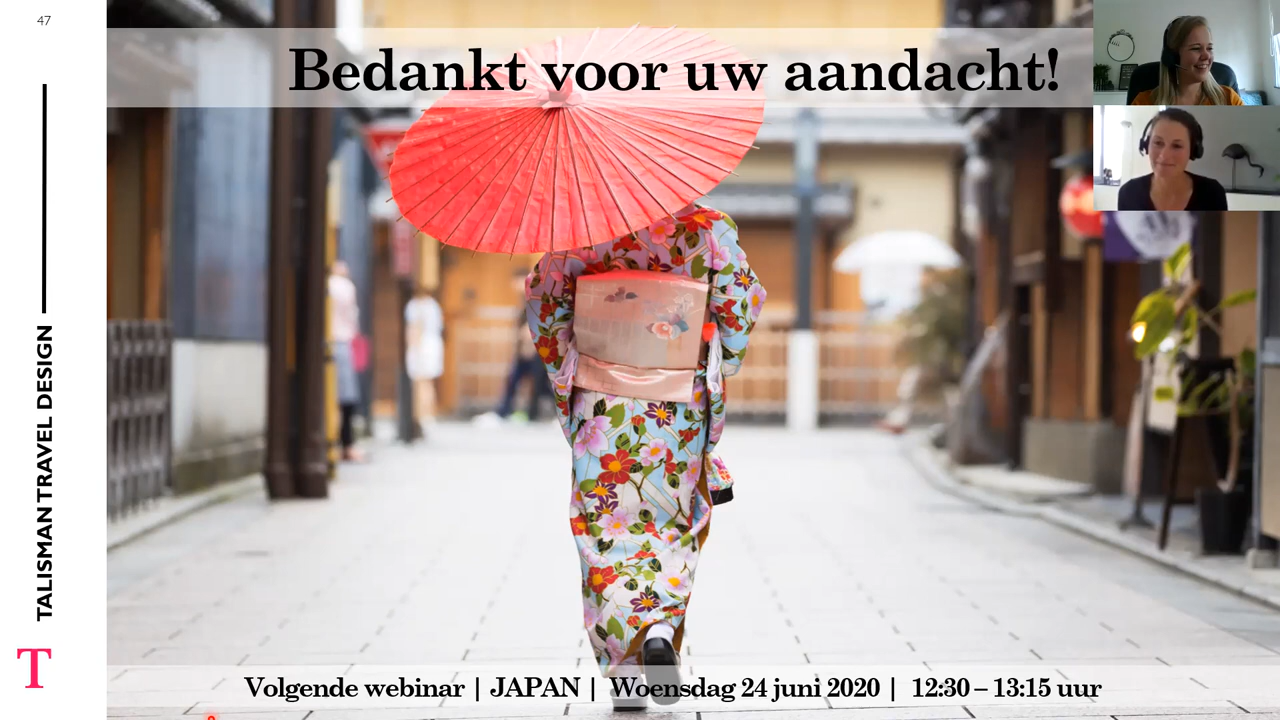 47
TALISMAN TRAVEL DESIGN
T
Bedankt voor uw aandacht!
Volgende webinar | JAPAN | Woensdag 24 juni 2020 | 12:30 – 13:15 uur